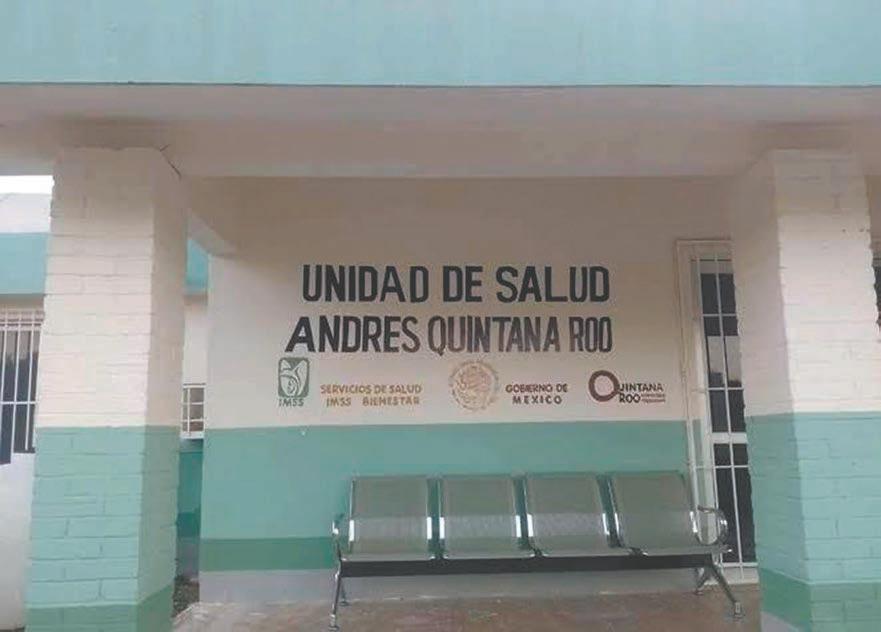 UNIDAD DE SALUD
ANDRES QUINTANA ROO
IMSS
SERVICIOS DE SALUD
IMSS BIENESTAR
GOBIERNO DE
MEXICO
QUINTANA
ROO